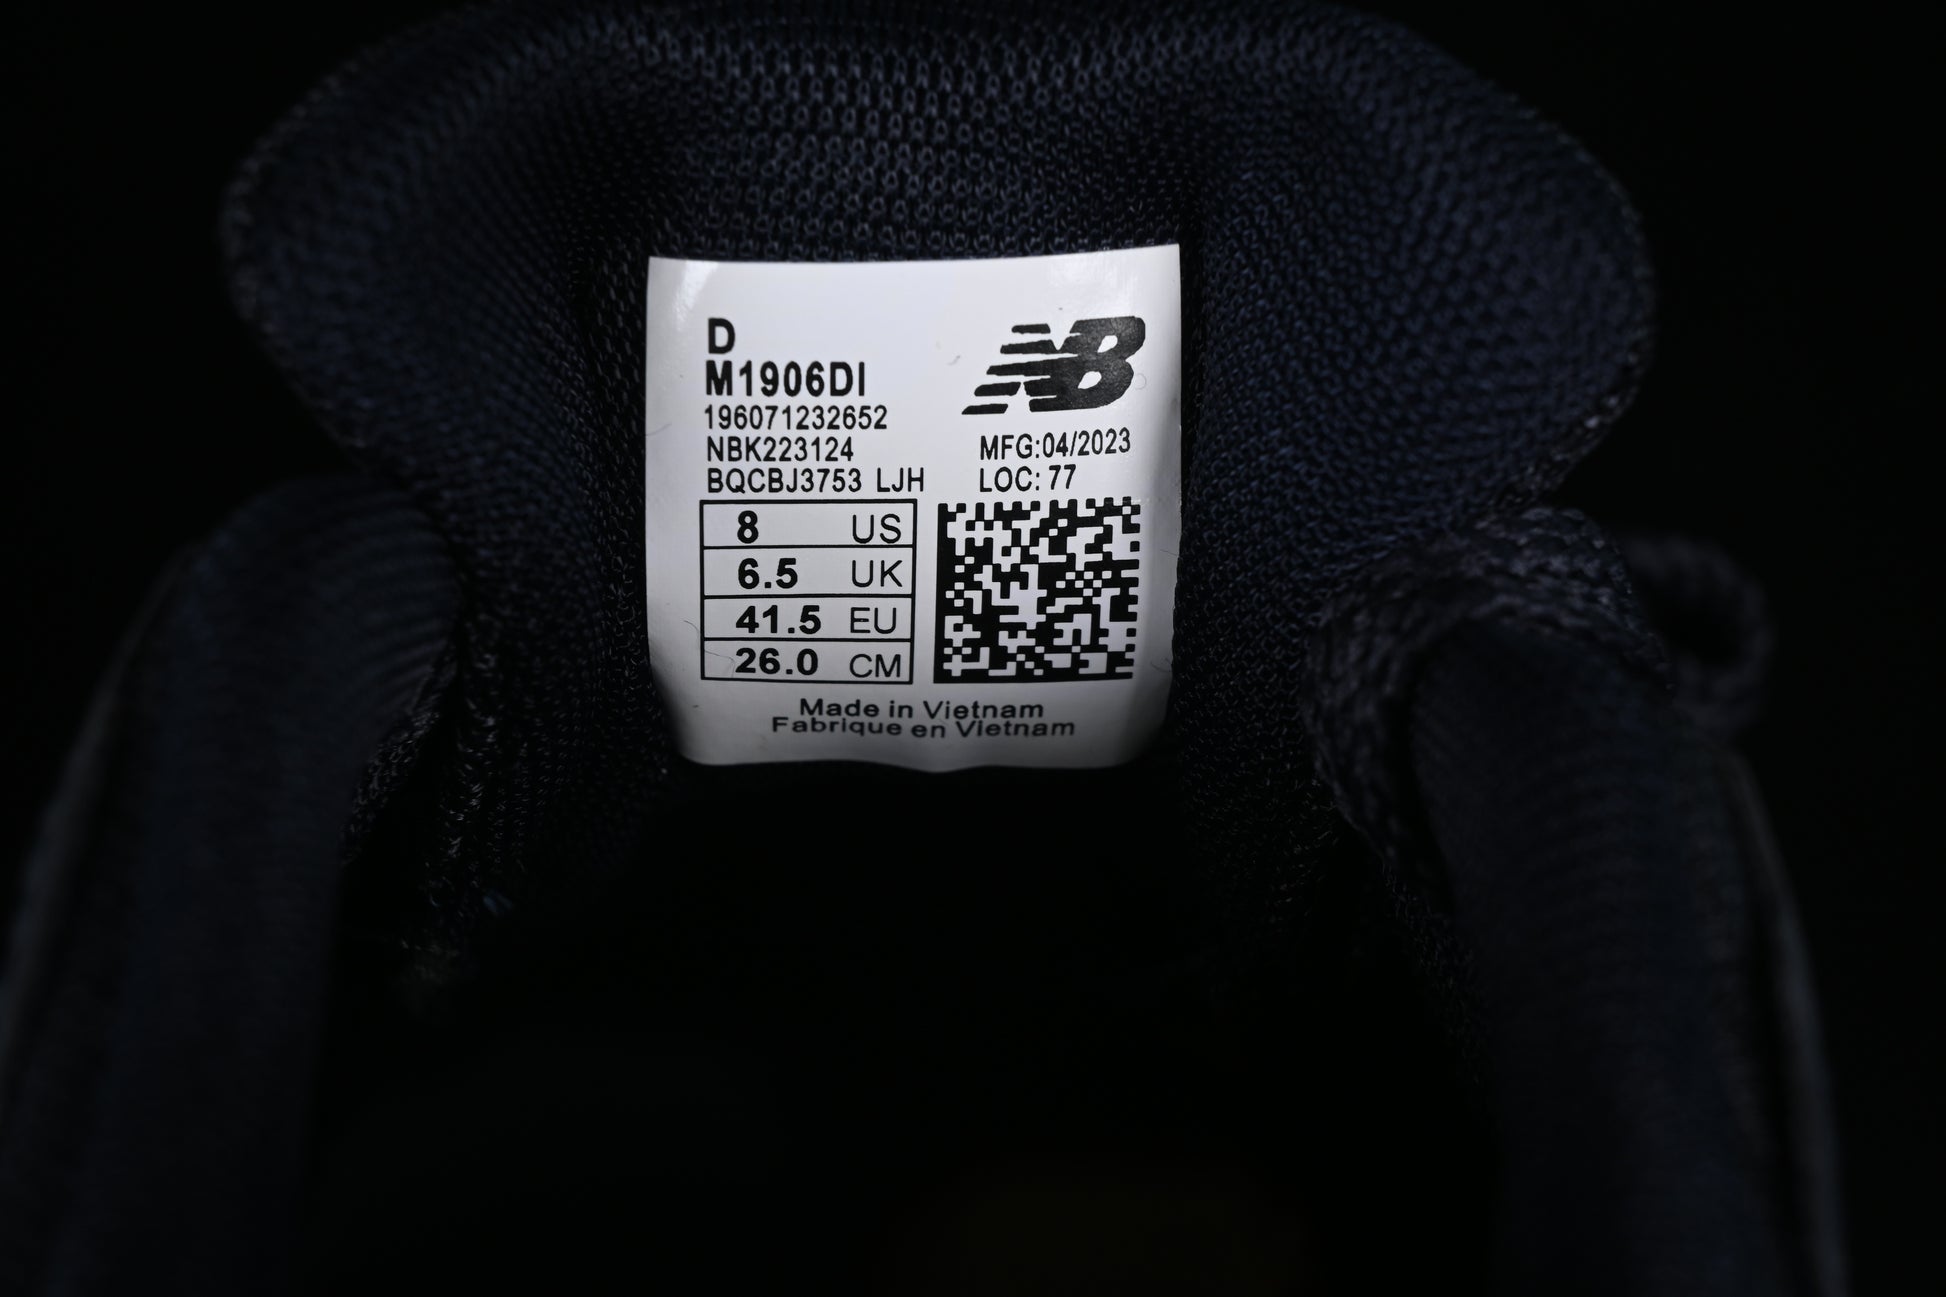 D
M1906DI
196071232652
NBK223124
BQCBJ3753 LJH
NB
MFG:04/2023
LOC: 77
8 US
6.5 UK
41.5 EU
26.0 CM
Made in Vietnam
Fabrique en Vietnam